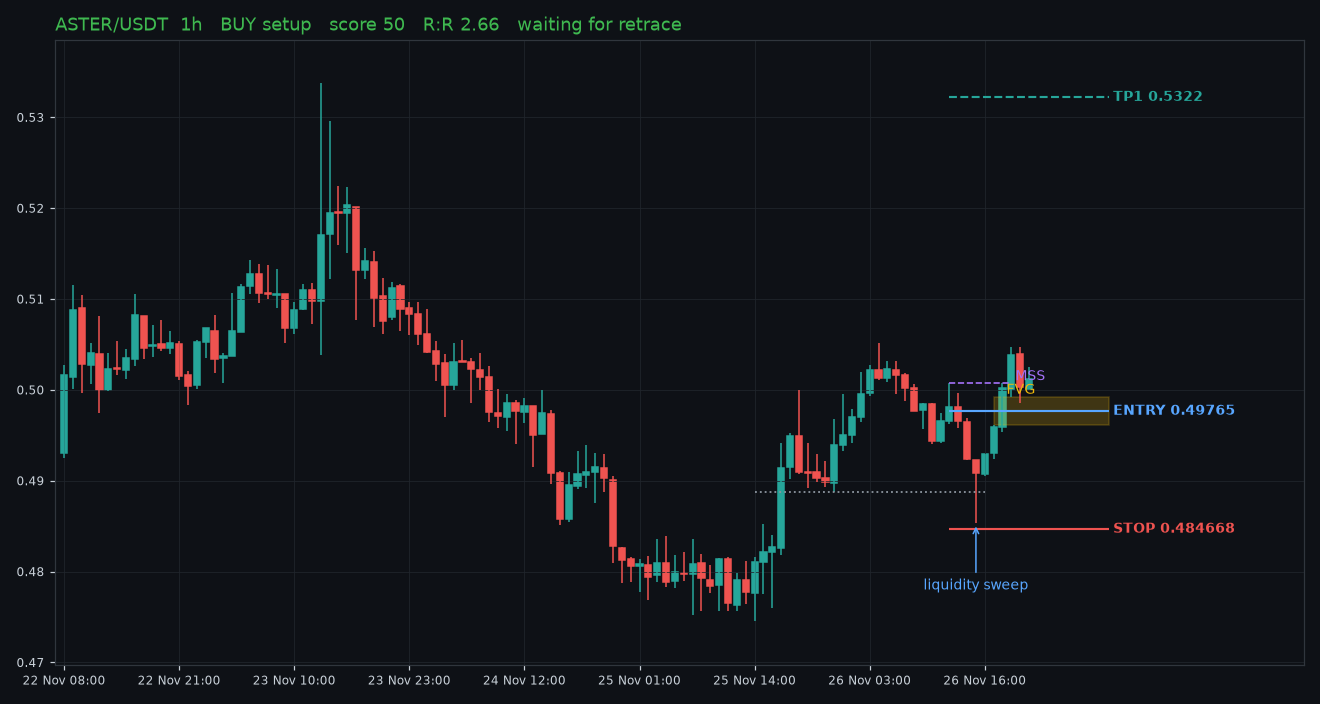 ASTER/USDT 1h BUY setup score 50 R:R 2.66 waiting for retrace
TP1 0.5322
0.53
0.52
0.51
0.50
0.49
0.48
0.47
MSS
FVG
ENTRY 0.49765
STOP 0.484668
liquidity sweep
22 Nov 08:00
22 Nov 21:00
23 Nov 10:00
23 Nov 23:00
24 Nov 12:00
25 Nov 01:00
25 Nov 14:00
26 Nov 03:00
26 Nov 16:00